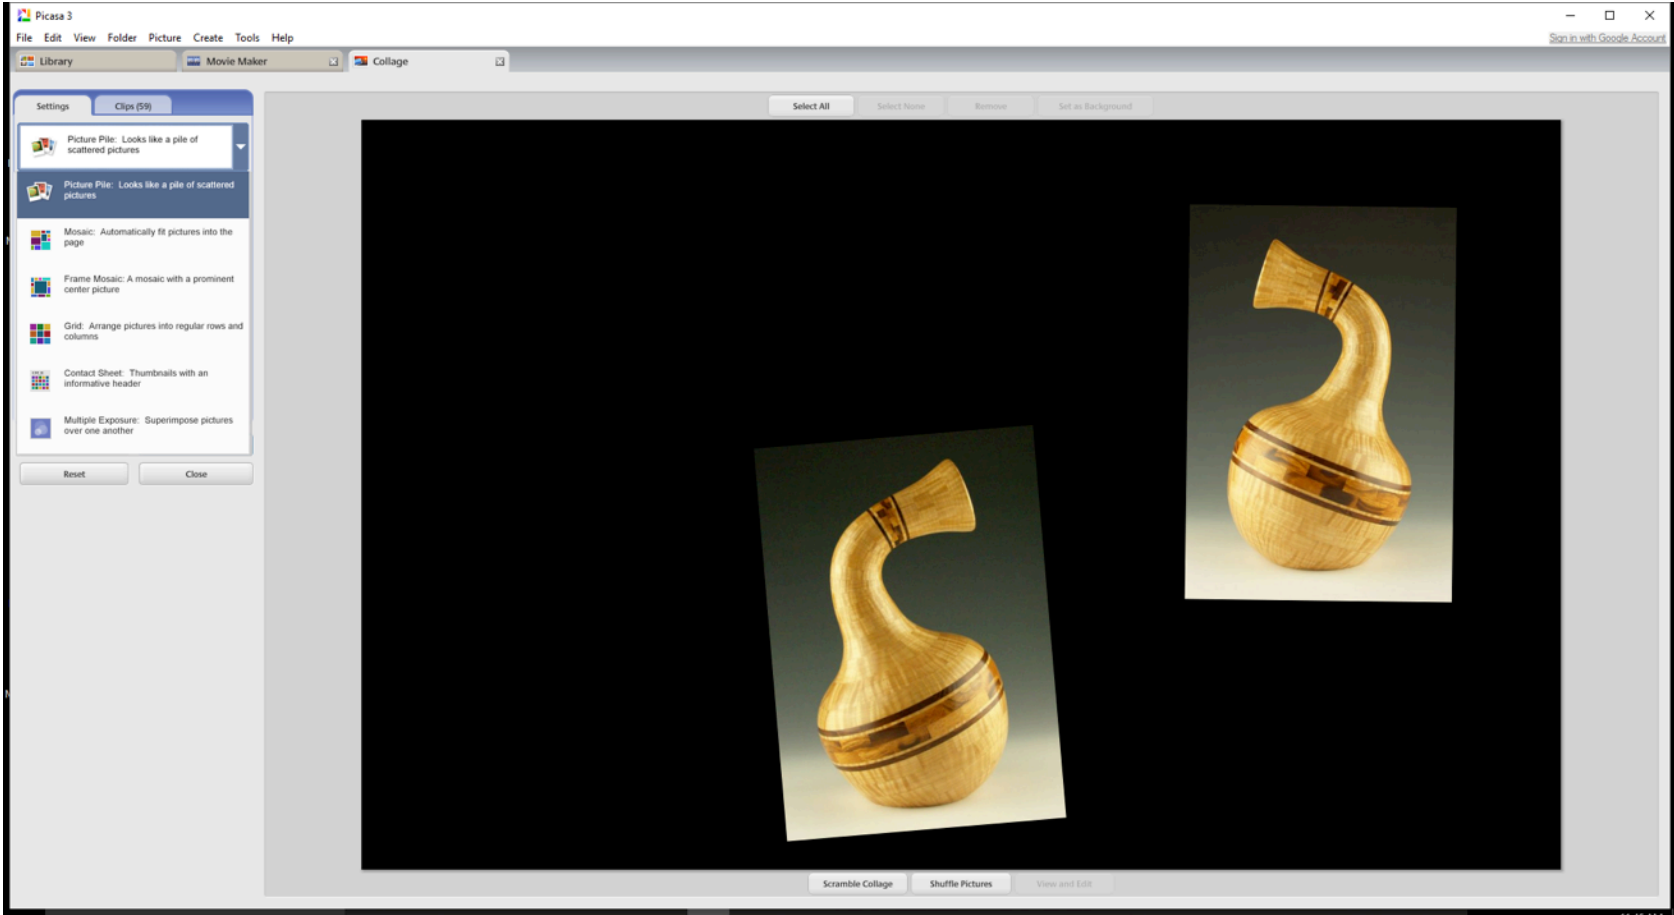 Picasa 3
File Edit View Folder Picture Create Tools Help
Sign in with Google Account
Library
Movie Maker
Collage
Settings
Clips (59)
Select All
Select None
Remove
Set as Background
Picture Pile: Looks like a pile of
scattered pictures
Picture Pile: Looks like a pile of scattered
pictures
Mosaic: Automatically fit pictures into the
page
Frame Mosaic: A mosaic with a prominent
center picture
Grid: Arrange pictures into regular rows and
columns
Contact Sheet: Thumbnails with an
informative header
Multiple Exposure: Superimpose pictures
over one another
Reset
Close
Scramble Collage
Shuffle Pictures
View and Edit